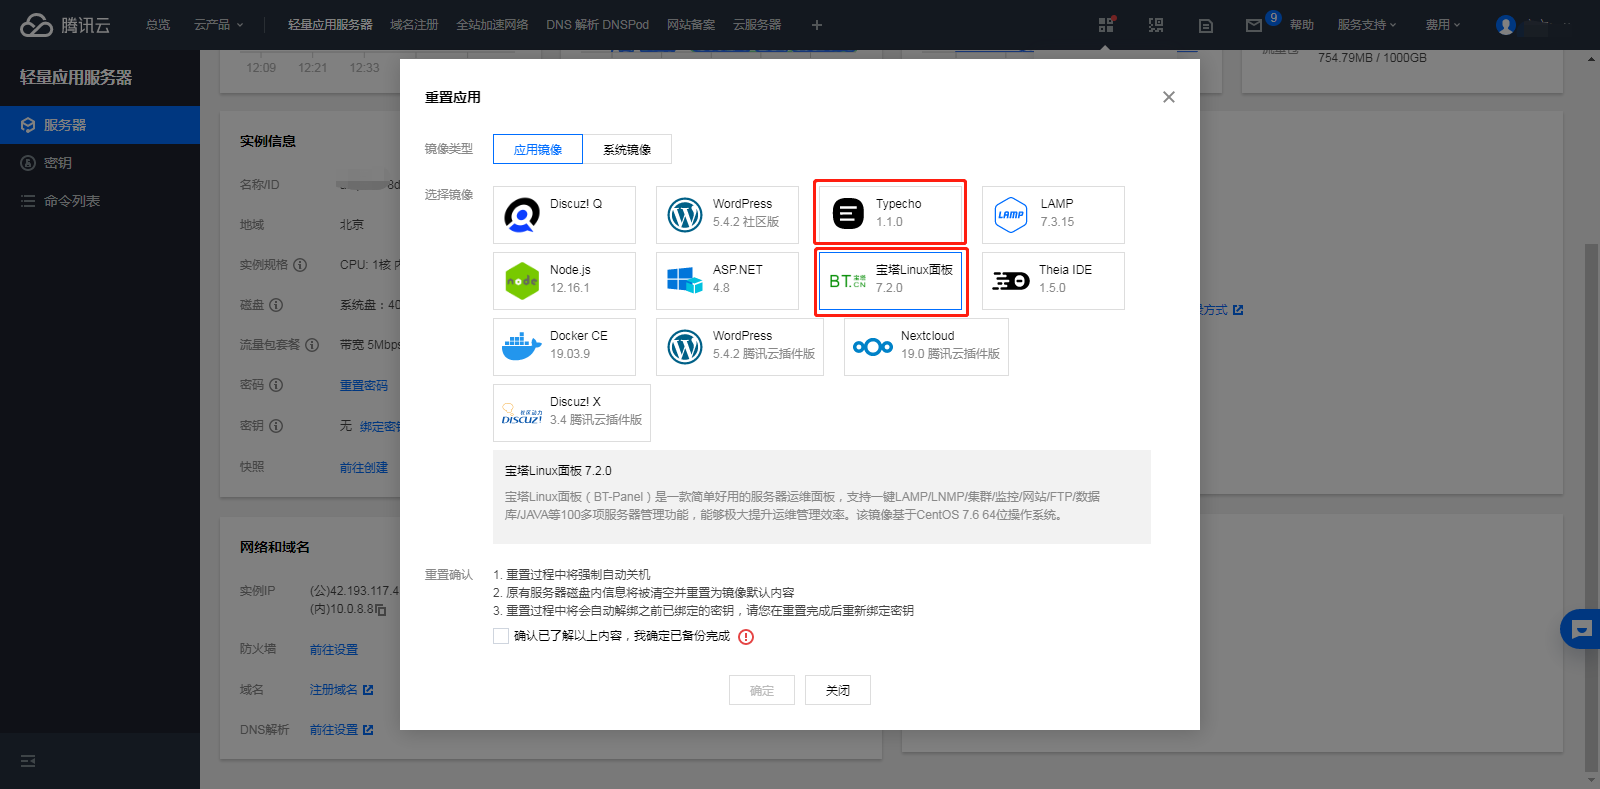 腾讯云
总览
云产品
轻量应用服务器
域名注册
全站加速网络
DNS 解析 DNSPod
网站备案
云服务器
9
帮助
服务支持
费用
轻量应用服务器
服务器
密钥
命令列表
12:09
12:21
12:33
754.79MB / 1000GB
实例信息
名称/ID
地域
北京
实例规格
CPU: 1核
磁盘
系统盘：40
流量包套餐
带宽 5Mbps
密码
重置密码
密钥
无 绑定密钥
快照
前往创建
方式
网络和域名
实例IP
(公)42.193.117.4
(内)10.0.8.8
防火墙
前往设置
域名
注册域名
DNS解析
前往设置
重置应用
镜像类型
应用镜像
系统镜像
选择镜像
Discuz! Q
WordPress
5.4.2 社区版
Typecho
1.1.0
LAMP
LAMP
7.3.15
node
Node.js
12.16.1
ASP.NET
4.8
BT.宝塔.CN
宝塔Linux面板
7.2.0
Theia IDE
1.5.0
Docker CE
19.03.9
WordPress
5.4.2 腾讯云插件版
Nextcloud
19.0 腾讯云插件版
社区动力
DISCUZ!
Discuz! X
3.4 腾讯云插件版
宝塔Linux面板 7.2.0
宝塔Linux面板（BT-Panel）是一款简单好用的服务器运维面板，支持一键LAMP/LNMP/集群/监控/网站/FTP/数据
库/JAVA等100多项服务器管理功能，能够极大提升运维管理效率。该镜像基于CentOS 7.6 64位操作系统。
重置确认
1. 重置过程中将强制自动关机
2. 原有服务器磁盘内信息将被清空并重置为镜像默认内容
3. 重置过程中将会自动解绑之前已绑定的密钥，请您在重置完成后重新绑定密钥
确认已了解以上内容，我确定已备份完成
确定
关闭